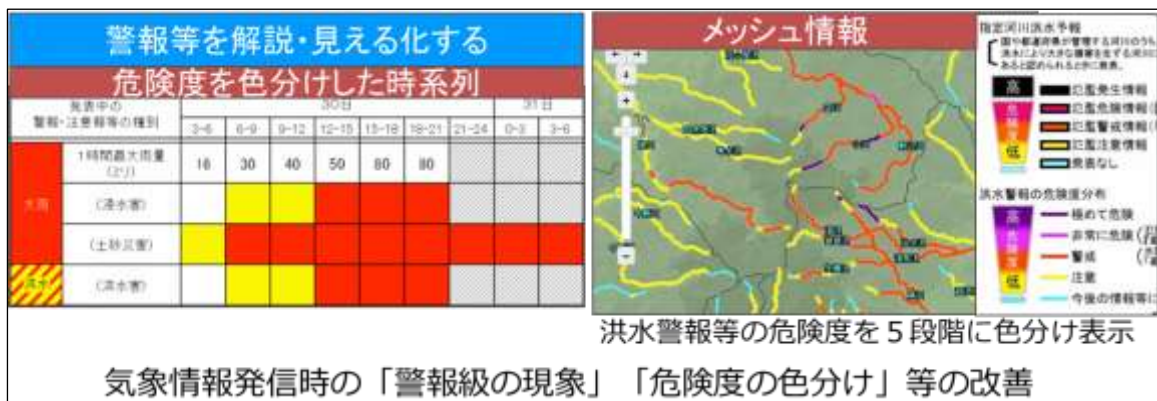 警報等を解説・見える化する
危険度を色分けした時系列
発表中の
警報・注意報等の種別
30日
31日
3-6 6-9 9-12 12-15 15-18 18-21 21-24 0-3 3-6
大雨
1時間最大雨量
(ミリ)
10 30 40 50 80 80
(浸水害)
(土砂災害)
洪水
(洪水害)
メッシュ情報
指定河川洪水予報
高
危険度
低
氾濫発生情報
氾濫危険情報
氾濫警戒情報
氾濫注意情報
発表なし
洪水警報の危険度分布
高
危険度
低
極めて危険
非常に危険
警戒
注意
今後の情報等に
洪水警報等の危険度を5段階に色分け表示
気象情報発信時の「警報級の現象」「危険度の色分け」等の改善